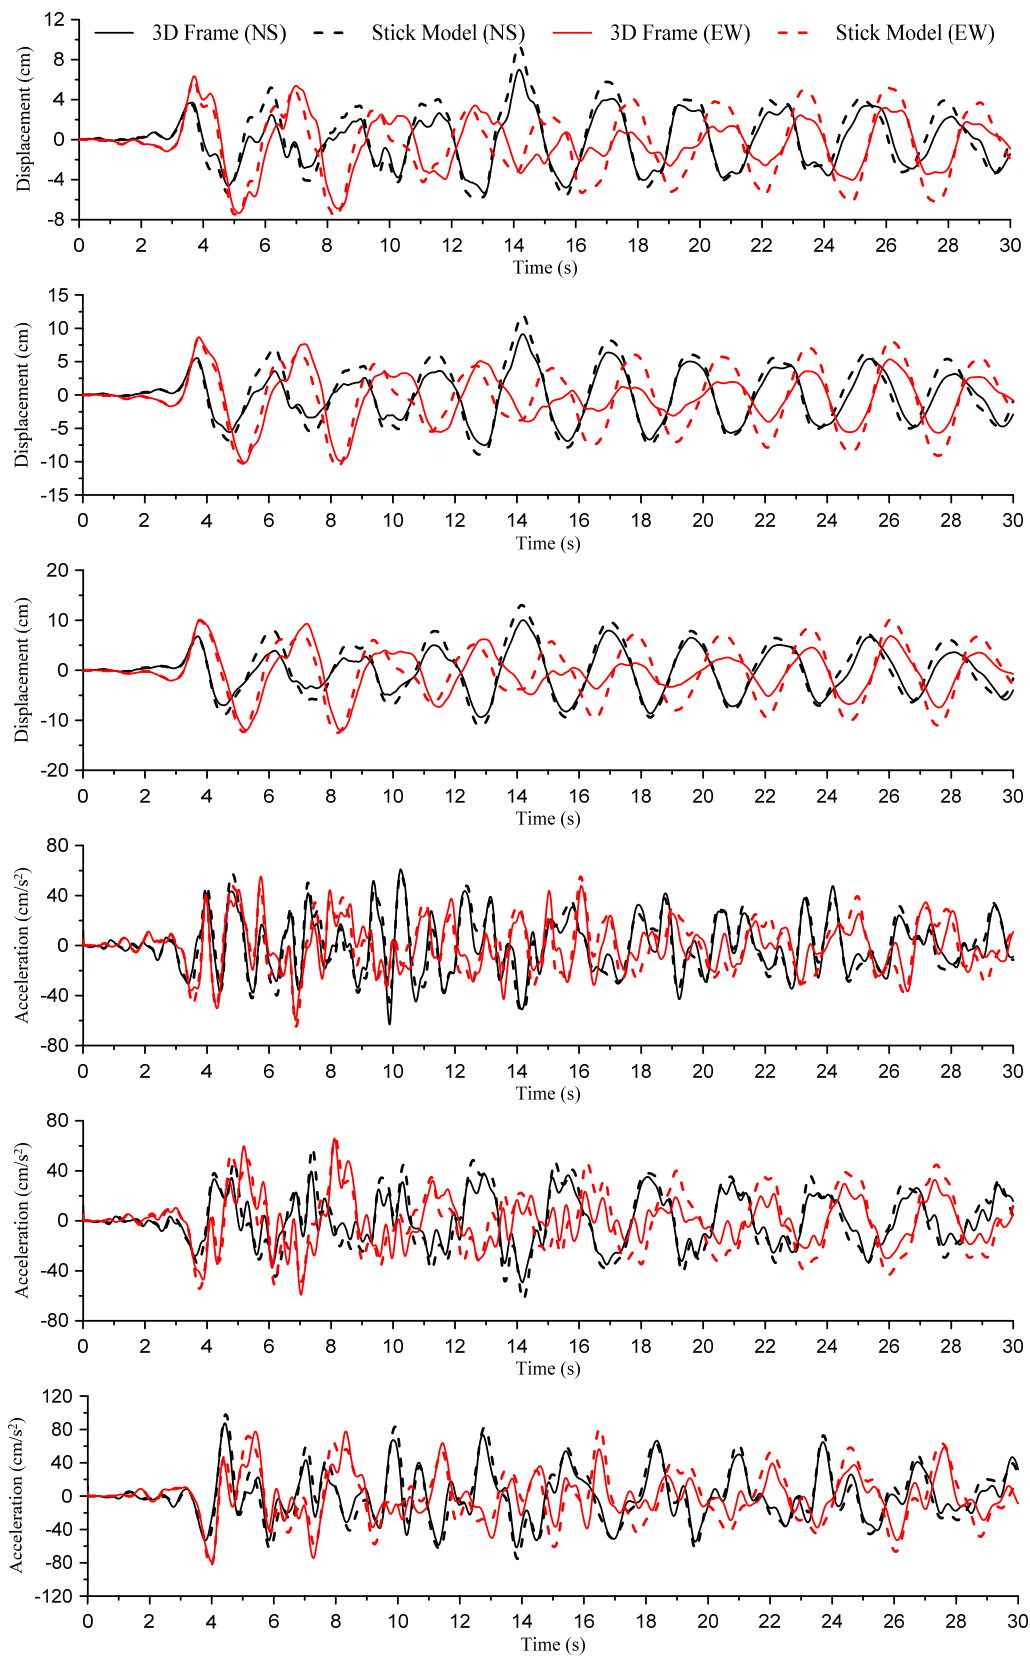 3D Frame (NS) Stick Model (NS) 3D Frame (EW) Stick Model (EW)
Displacement (cm)
12
8
4
0
-4
-8
0 2 4 6 8 10 12 14 16 18 20 22 24 26 28 30
Time (s)
Displacement (cm)
15
10
5
0
-5
-10
-15
0 2 4 6 8 10 12 14 16 18 20 22 24 26 28 30
Time (s)
Displacement (cm)
20
10
0
-10
-20
0 2 4 6 8 10 12 14 16 18 20 22 24 26 28 30
Time (s)
Acceleration (cm/s²)
80
40
0
-40
-80
0 2 4 6 8 10 12 14 16 18 20 22 24 26 28 30
Time (s)
Acceleration (cm/s²)
80
40
0
-40
-80
0 2 4 6 8 10 12 14 16 18 20 22 24 26 28 30
Time (s)
Acceleration (cm/s²)
120
80
40
0
-40
-80
-120
0 2 4 6 8 10 12 14 16 18 20 22 24 26 28 30
Time (s)